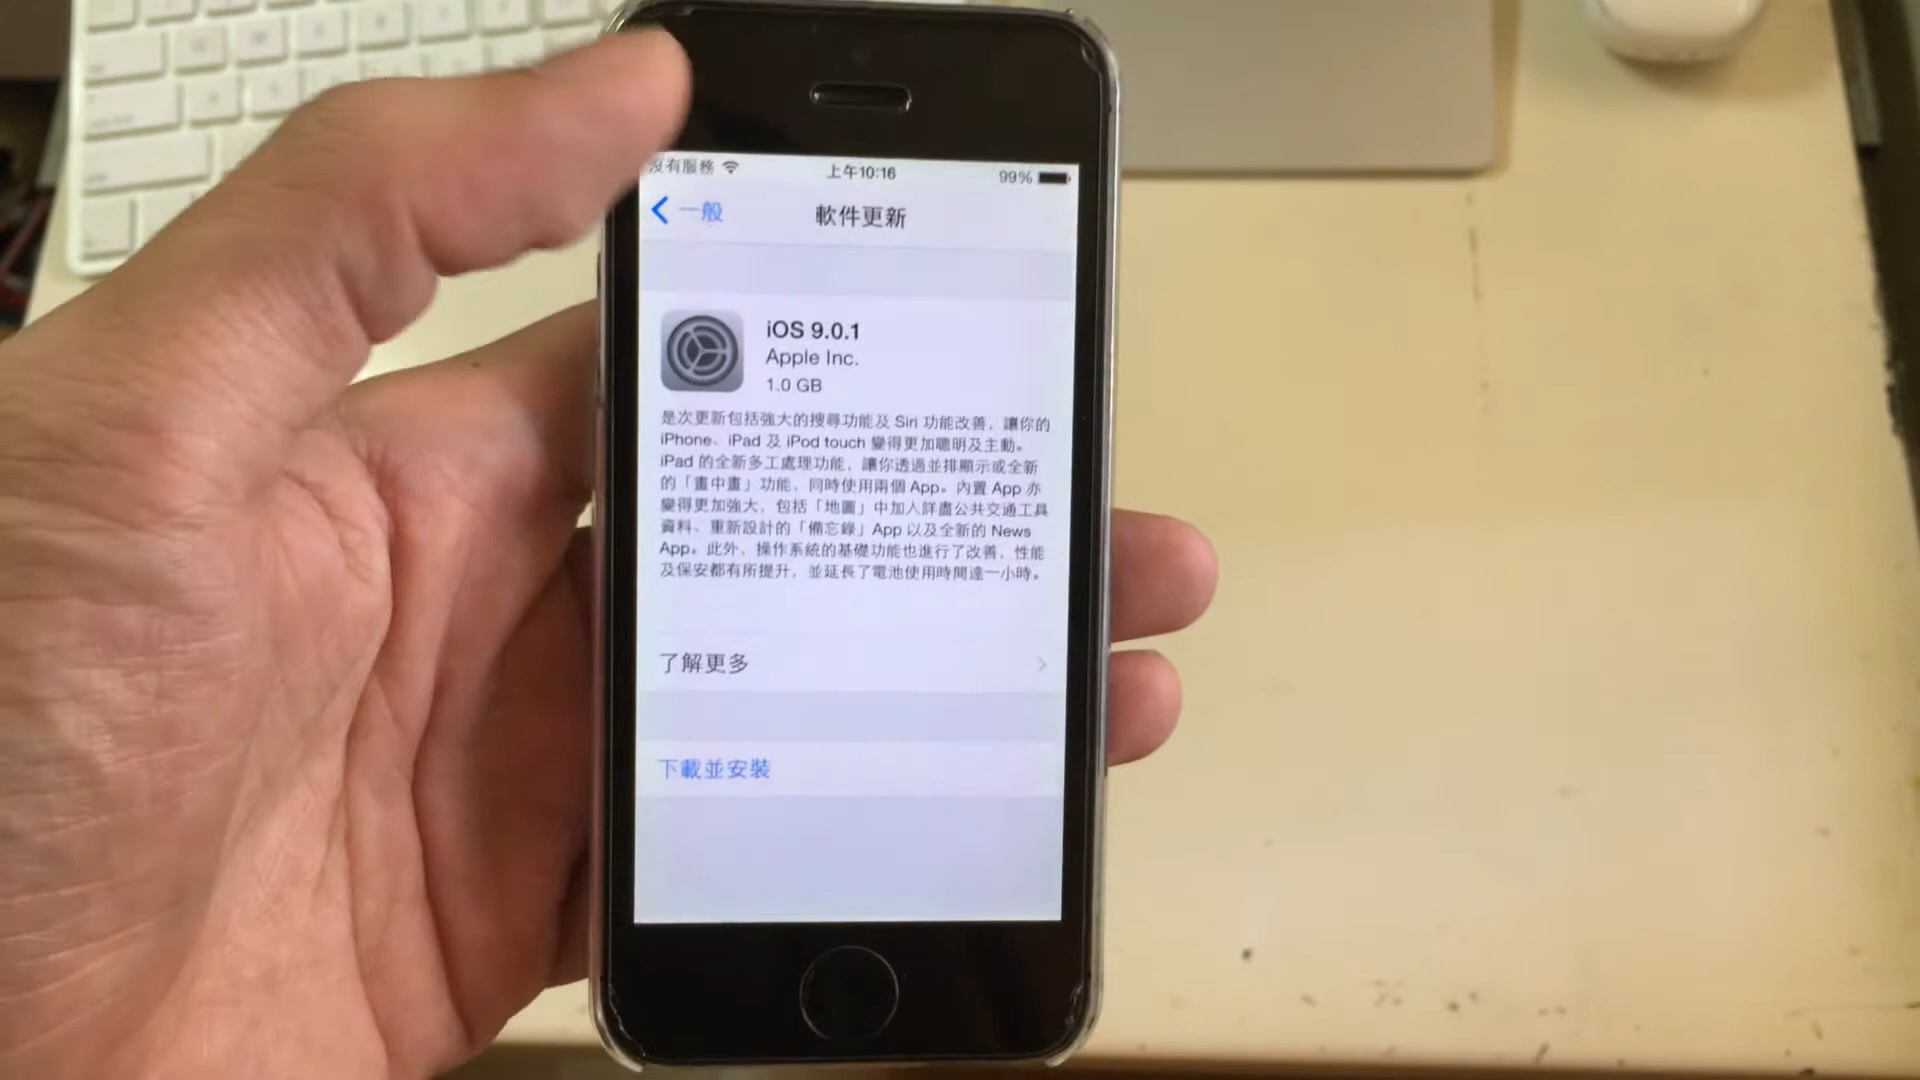 沒有服務 上午10:16 99%
一般 軟件更新
iOS 9.0.1
Apple Inc.
1.0 GB
是次更新包括強大的搜尋功能及 Siri 功能改善，讓你的
iPhone、iPad 及 iPod touch 變得更加聰明及主動。
iPad 的全新多工處理功能，讓你透過並排顯示或全新
的「畫中畫」功能，同時使用兩個 App。內置 App 亦
變得更加強大，包括「地圖」中加入詳盡公共交通工具
資料、重新設計的「備忘錄」App 以及全新的 News
App。此外，操作系統的基礎功能也進行了改善，性能
及保安都有所提升，並延長了電池使用時間達一小時。
了解更多
下載並安裝